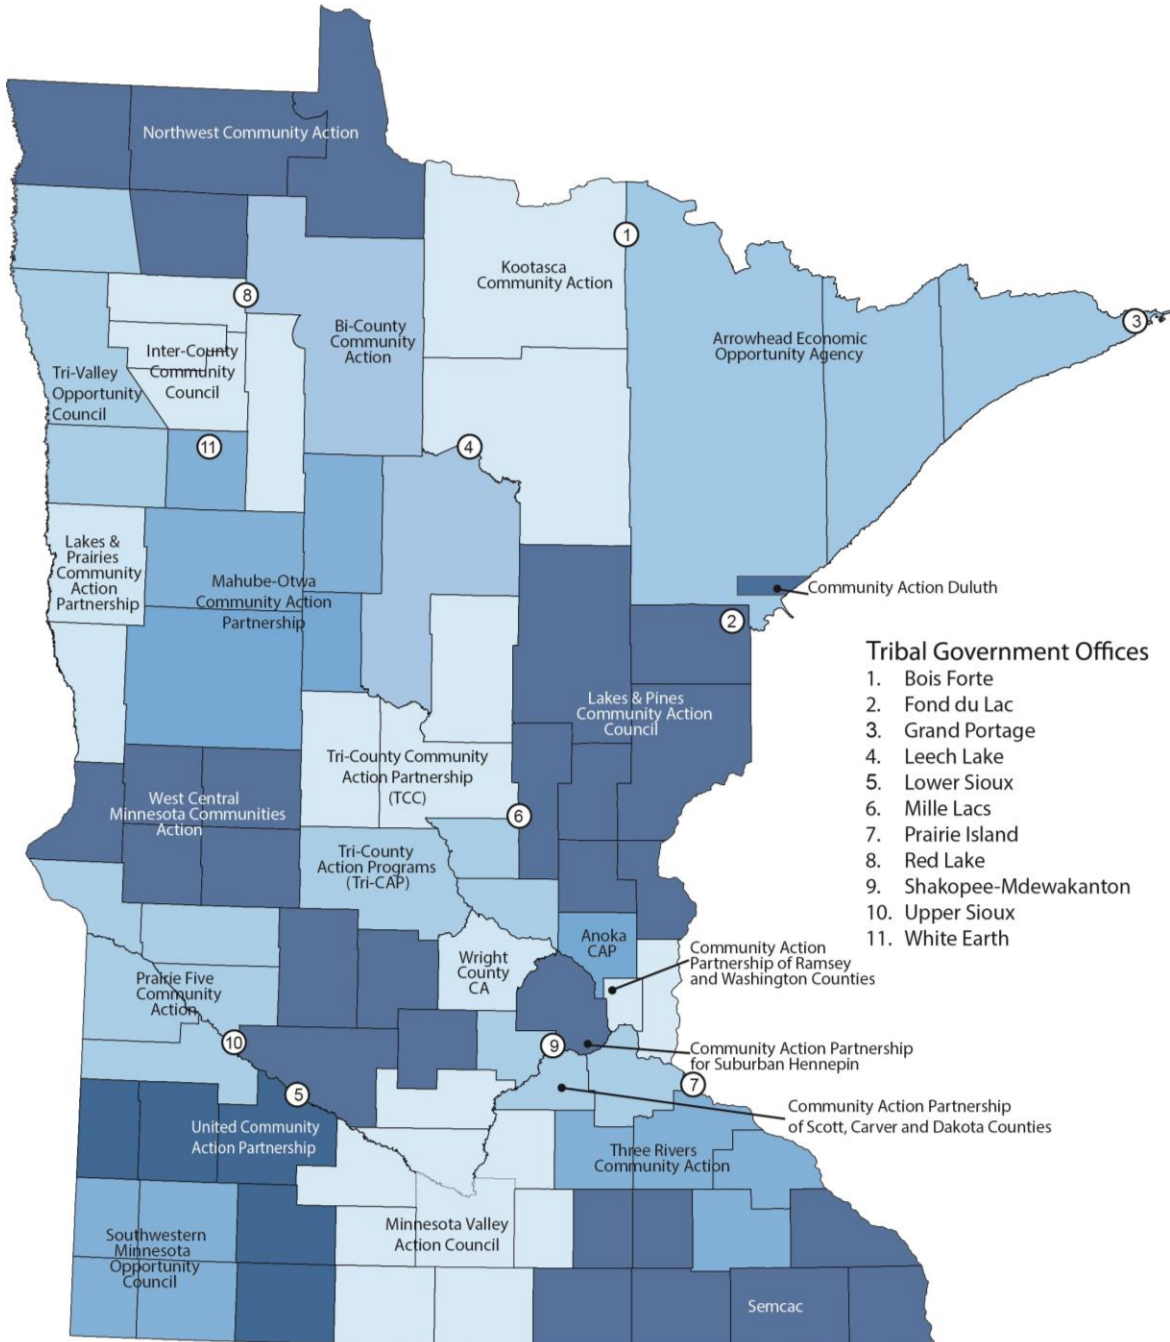 Northwest Community Action
1
Kootasca
Community Action
8
3
Bi-County
Community
Action
Arrowhead Economic
Opportunity Agency
Inter-County
Community
Council
Tri-Valley
Opportunity
Council
11
4
Lakes &
Prairies
Community
Action
Partnership
Mahube-Otwa
Community Action
Partnership
Community Action Duluth
2
Tribal Government Offices
1. Bois Forte
2. Fond du Lac
3. Grand Portage
4. Leech Lake
5. Lower Sioux
6. Mille Lacs
7. Prairie Island
8. Red Lake
9. Shakopee-Mdewakanton
10. Upper Sioux
11. White Earth
Lakes & Pines
Community Action
Council
Tri-County Community
Action Partnership
(TCC)
West Central
Minnesota Communities
Action
6
Tri-County
Action Programs
(Tri-CAP)
Anoka
CAP
Wright
County
CA
Community Action
Partnership of Ramsey
and Washington Counties
Prairie Five
Community
Action
10
9
Community Action Partnership
for Suburban Hennepin
7
5
Community Action Partnership
of Scott, Carver and Dakota Counties
United Community
Action Partnership
Three Rivers
Community Action
Minnesota Valley
Action Council
Southwestern
Minnesota
Opportunity
Council
Semcac